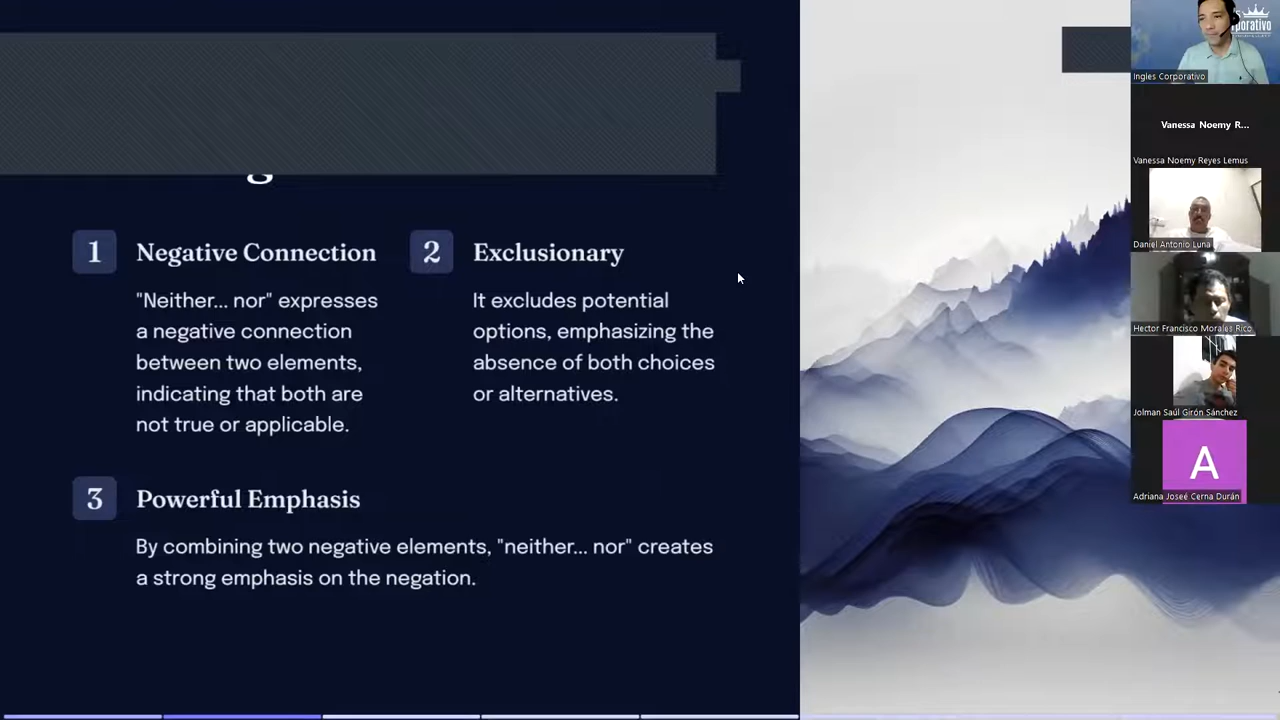 1
Negative Connection
"Neither... nor" expresses
a negative connection
between two elements,
indicating that both are
not true or applicable.
2
Exclusionary
It excludes potential
options, emphasizing the
absence of both choices
or alternatives.
3
Powerful Emphasis
By combining two negative elements, "neither... nor" creates
a strong emphasis on the negation.
Ingles Corporativo
Vanessa Noemy R...
Vanessa Noemy Reyes Lemus
Daniel Antonio Luna
Hector Francisco Morales Rico
Jolman Saúl Girón Sánchez
A
Adriana Joseé Cerna Durán